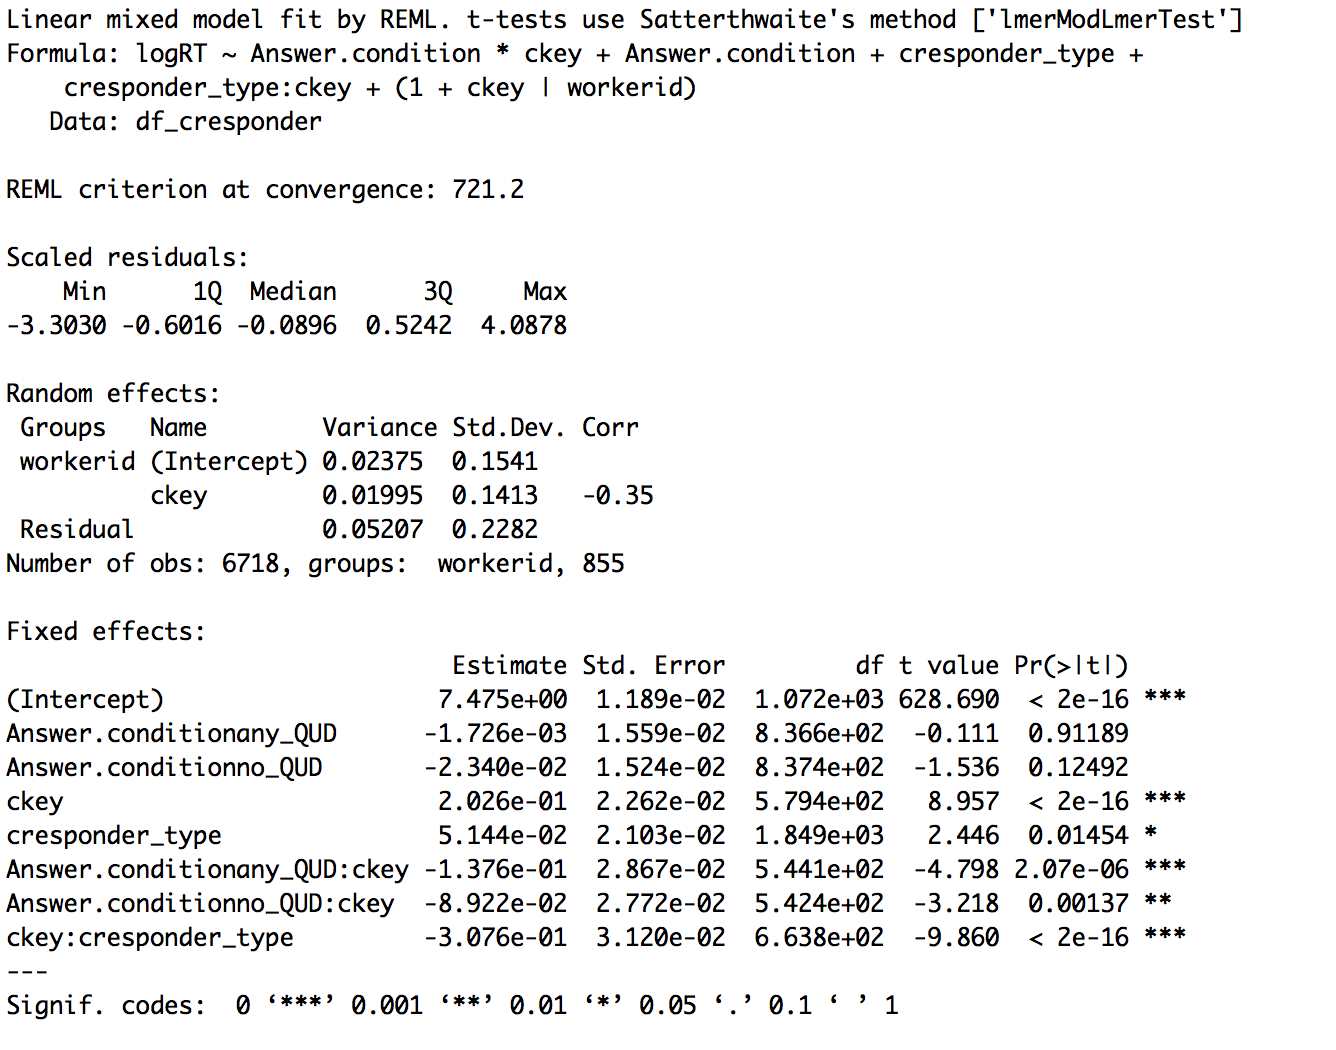 Linear mixed model fit by REML. t-tests use Satterthwaite's method ['lmerModLmerTest']
Formula: logRT ~ Answer.condition * ckey + Answer.condition + cresponder_type +
    cresponder_type:ckey + (1 + ckey | workerid)
   Data: df_cresponder

REML criterion at convergence: 721.2

Scaled residuals:
    Min      1Q  Median      3Q     Max
-3.3030 -0.6016 -0.0896  0.5242  4.0878

Random effects:
 Groups   Name        Variance Std.Dev. Corr
 workerid (Intercept) 0.02375  0.1541
          ckey        0.01995  0.1413   -0.35
 Residual             0.05207  0.2282
Number of obs: 6718, groups:  workerid, 855

Fixed effects:
                               Estimate Std. Error         df t value Pr(>|t|)
(Intercept)                   7.475e+00  1.189e-02  1.072e+03 628.690  < 2e-16 ***
Answer.conditionany_QUD      -1.726e-03  1.559e-02  8.366e+02  -0.111  0.91189
Answer.conditionno_QUD       -2.340e-02  1.524e-02  8.374e+02  -1.536  0.12492
ckey                          2.026e-01  2.262e-02  5.794e+02   8.957  < 2e-16 ***
cresponder_type               5.144e-02  2.103e-02  1.849e+03   2.446  0.01454 *
Answer.conditionany_QUD:ckey -1.376e-01  2.867e-02  5.441e+02  -4.798 2.07e-06 ***
Answer.conditionno_QUD:ckey  -8.922e-02  2.772e-02  5.424e+02  -3.218  0.00137 **
ckey:cresponder_type         -3.076e-01  3.120e-02  6.638e+02  -9.860  < 2e-16 ***
---
Signif. codes:  0 ‘***’ 0.001 ‘**’ 0.01 ‘*’ 0.05 ‘.’ 0.1 ‘ ’ 1